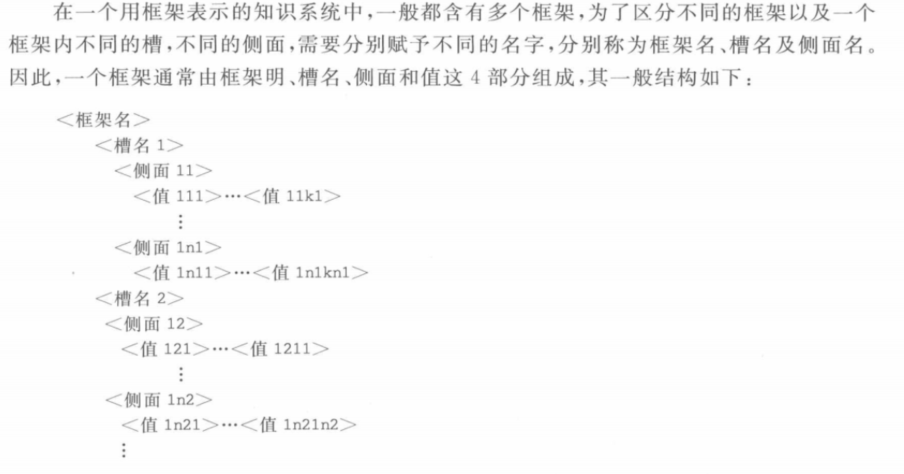 在一个用框架表示的知识系统中,一般都含有多个框架,为了区分不同的框架以及一个
框架内不同的槽,不同的侧面,需要分别赋予不同的名字,分别称为框架名、槽名及侧面名。
因此,一个框架通常由框架明、槽名、侧面和值这 4 部分组成,其一般结构如下:
<框架名>
<槽名 1>
<侧面 11>
<值 111>…<值 11k1>
⋮
<侧面 1n1>
<值 1n11>…<值 1n1kn1>
<槽名 2>
<侧面 12>
<值 121>…<值 1211>
⋮
<侧面 1n2>
<值 1n21>…<值 1n21n2>
⋮